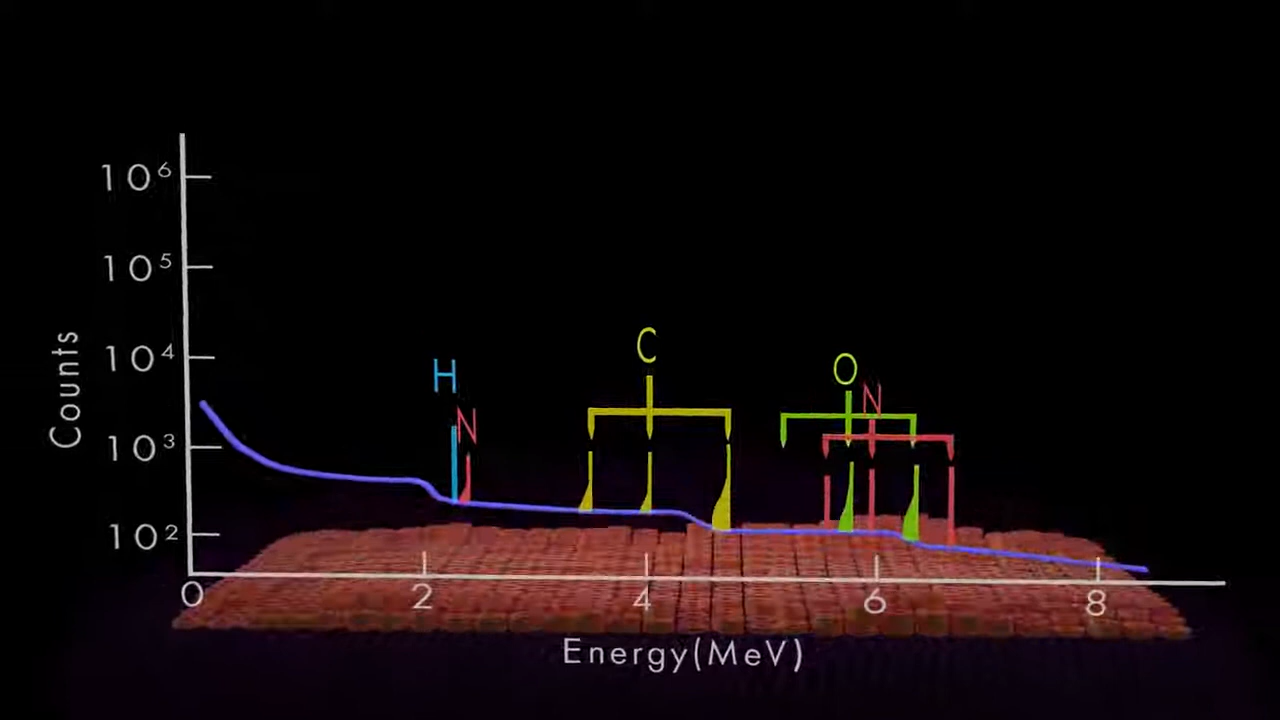 10⁶
10⁵
10⁴
10³
10²
Counts
H
N
C
O
N
0 2 4 6 8
Energy(MeV)